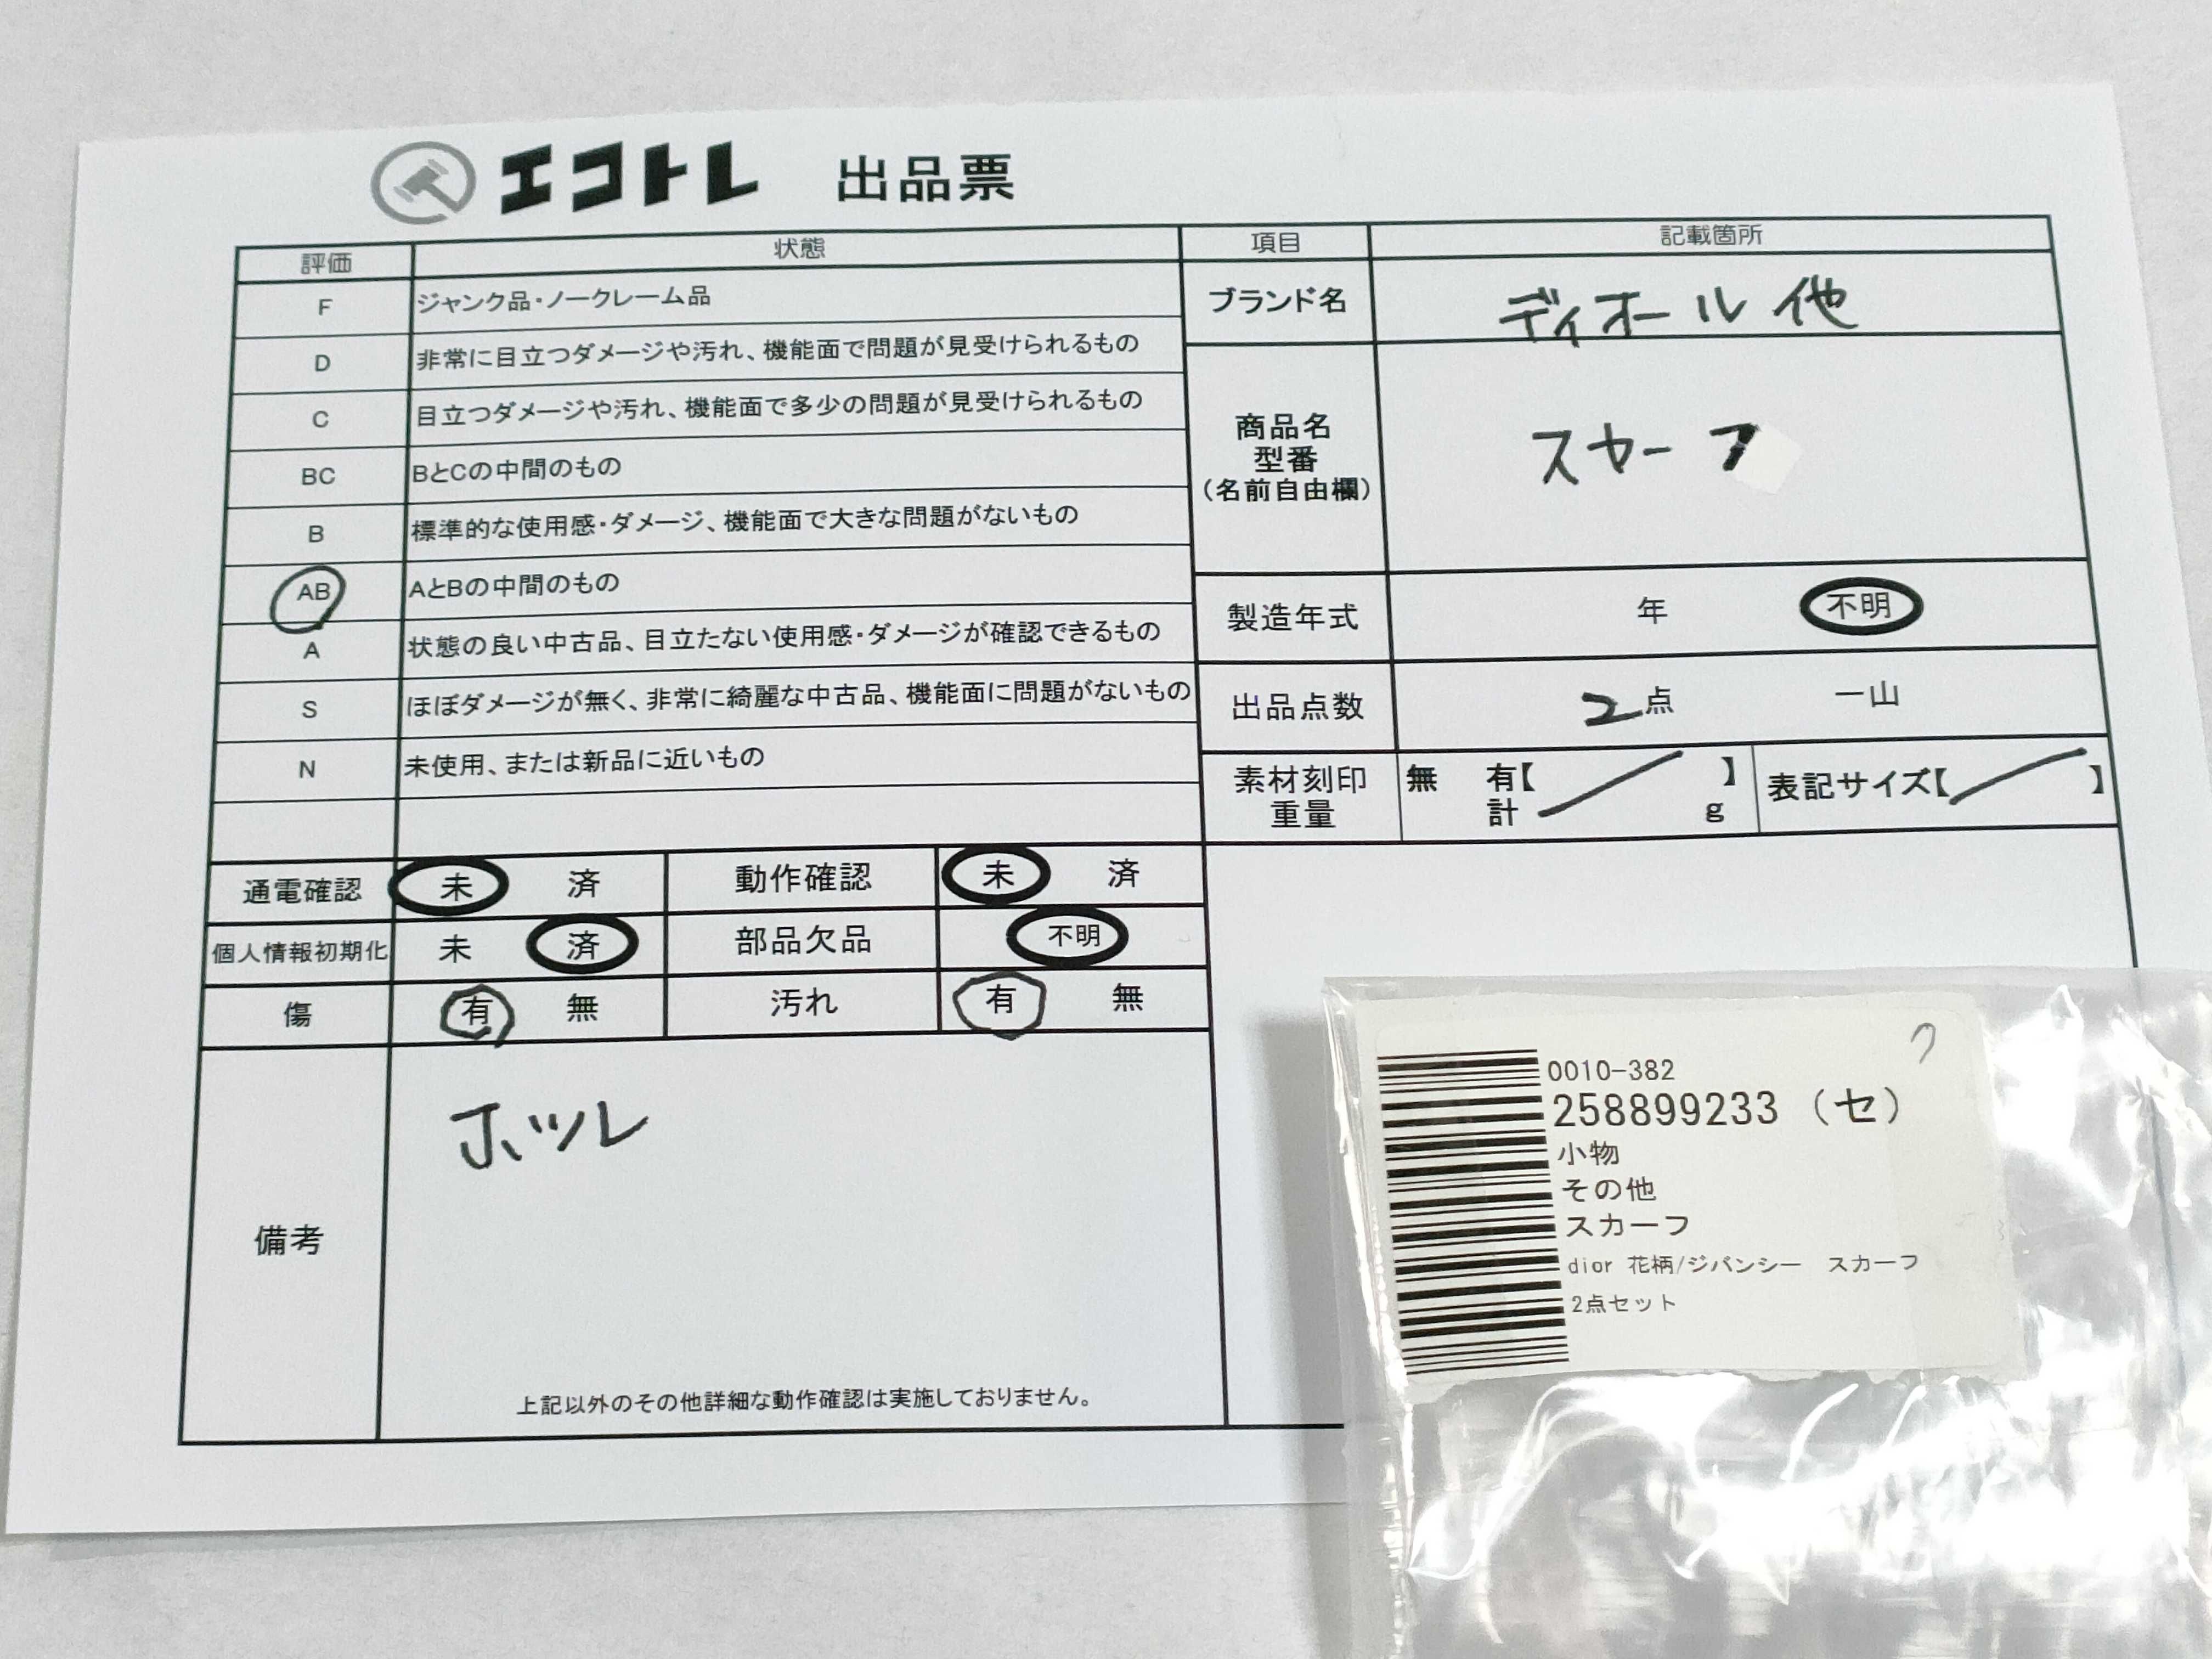 エコトレ 出品票
評価 状態 項目 記載箇所
F ジャンク品・ノークレーム品
D 非常に目立つダメージや汚れ、機能面で問題が見受けられるもの
C 目立つダメージや汚れ、機能面で多少の問題が見受けられるもの
BC BとCの中間のもの
B 標準的な使用感・ダメージ、機能面で大きな問題がないもの
AB AとBの中間のもの
A 状態の良い中古品、目立たない使用感・ダメージが確認できるもの
S ほぼダメージが無く、非常に綺麗な中古品、機能面に問題がないもの
N 未使用、または新品に近いもの
ブランド名 ディオール 他
商品名
型番
(名前自由欄)
スカーフ
製造年式 年 不明
出品点数 2点 一山
素材刻印 無 有【 】 表記サイズ【 】
重量 計 g
通電確認 未 済 動作確認 未 済
個人情報初期化 未 済 部品欠品 不明
傷 有 無 汚れ 有 無
備考
ホツレ
上記以外のその他詳細な動作確認は実施しておりません。
0010-382
258899233 (セ)
小物
その他
スカーフ
dior 花柄/ジバンシー スカーフ
2点セット